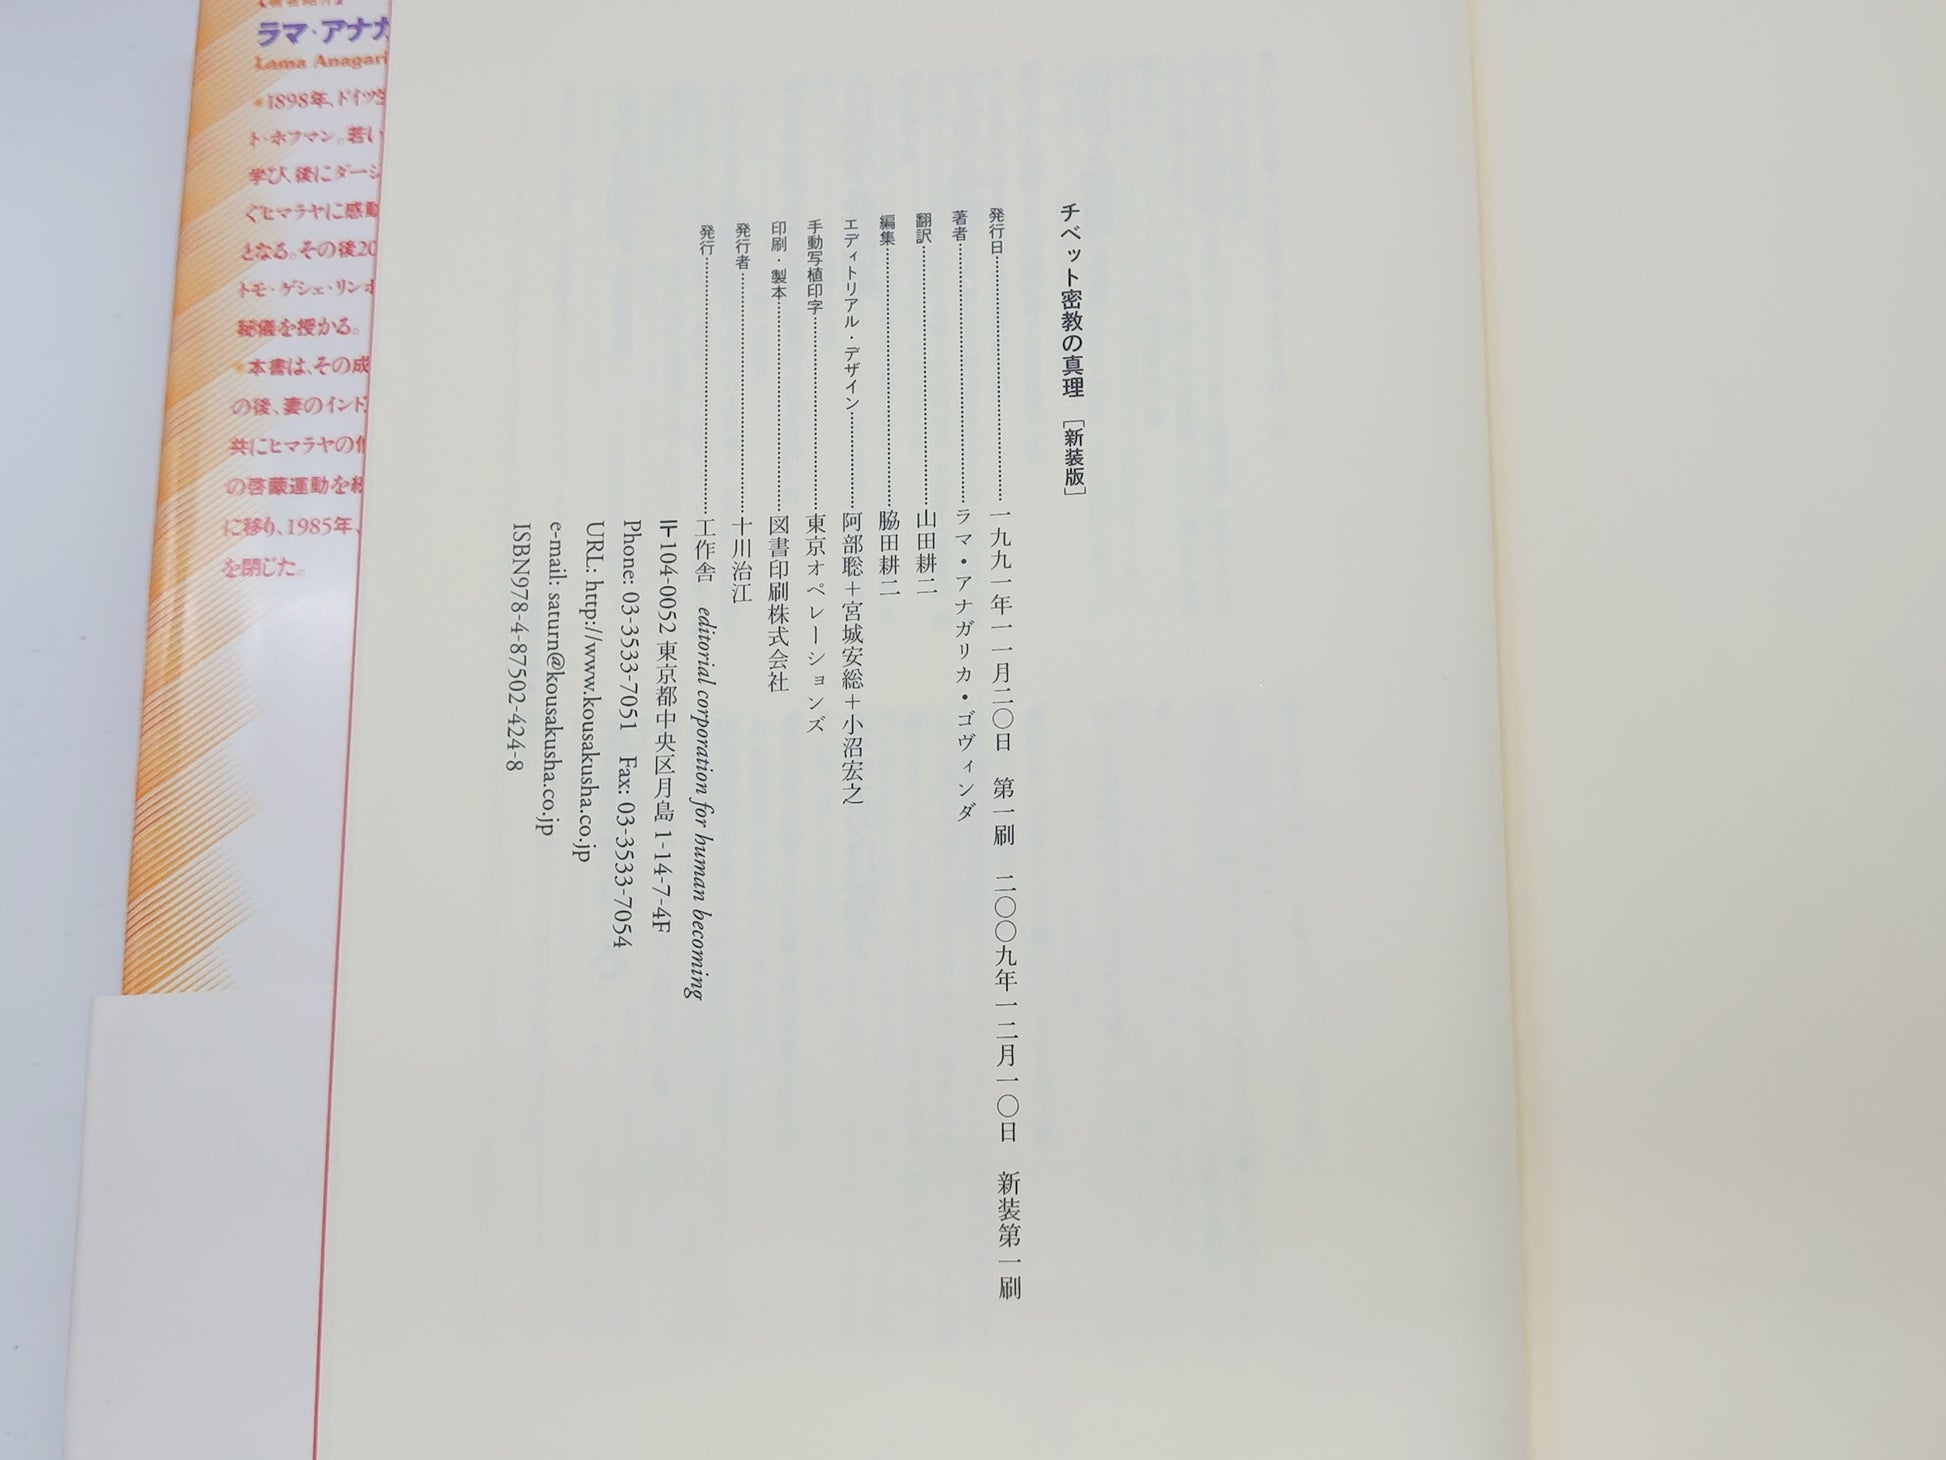 チベット密教の真理 [新装版]
発行日 一九九一年一一月二〇日 第一刷 二〇〇九年一二月一〇日 新装第一刷
著者 ラマ・アナガリカ・ゴヴィンダ
翻訳 山田耕二
編集 脇田耕二
エディトリアル・デザイン 阿部聡＋宮城安総＋小沼宏之
手動写植印字 東京オペレーションズ
印刷・製本 図書印刷株式会社
発行者 十川治江
発行 工作舎 editorial corporation for human becoming
〒104-0052 東京都中央区月島 1-14-7-4F
Phone: 03-3533-7051 Fax: 03-3533-7054
URL: http://www.kousakusha.co.jp
e-mail: saturn@kousakusha.co.jp
ISBN978-4-87502-424-8
ラマ・アナガ
Lama Anagari
•1898年、ドイツ
ト・ホフマン。若い
学び、後にダージ
ぐヒマラヤに感動
となる。その後20
トモ・ゲシェ・リンポ
秘儀を授かる。
•本書は、その成
の後、妻のインド
共にヒマラヤの
の啓蒙運動を
に移り、1985年、
を閉じた。